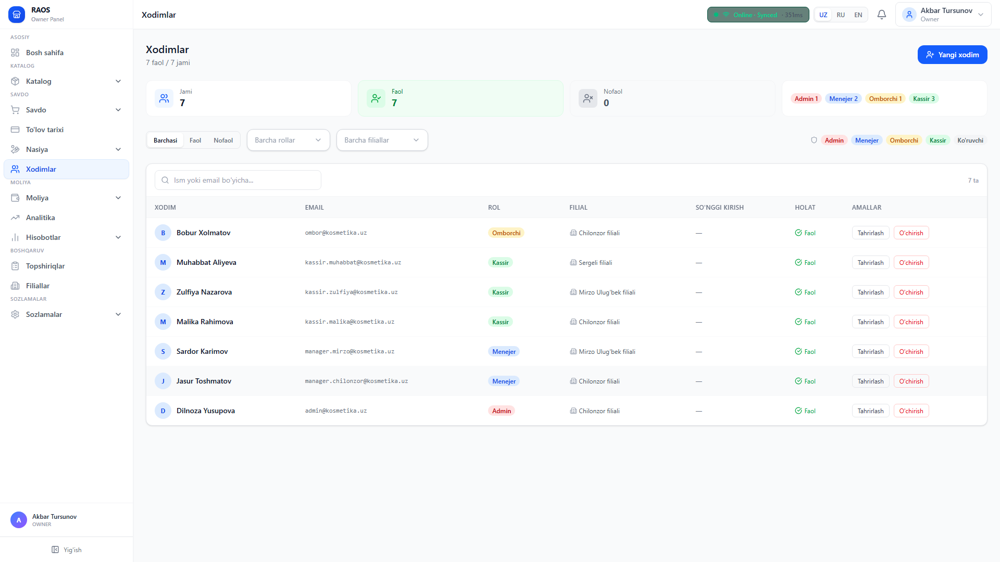 RAOS
Owner Panel
ASOSIY
Bosh sahifa
KATALOG
Katalog
SAVDO
Savdo
To'lov tarixi
Nasiya
Xodimlar
MOLIYA
Moliya
Analitika
Hisobotlar
BOSHQARUV
Topshiriqlar
Filiallar
SOZLAMALAR
Sozlamalar
A
Akbar Tursunov
OWNER
Yig'ish
Xodimlar
Online · Synced · 351ms
UZ RU EN
Akbar Tursunov
Owner
Xodimlar
7 faol / 7 jami
Yangi xodim
Jami
7
Faol
7
Nofaol
0
Admin 1 Menejer 2 Omborchi 1 Kassir 3
Barchasi Faol Nofaol Barcha rollar Barcha filiallar
Admin Menejer Omborchi Kassir Ko'ruvchi
Ism yoki email bo'yicha...
7 ta
XODIM EMAIL ROL FILIAL SO'NGGI KIRISH HOLAT AMALLAR
B Bobur Xolmatov ombor@kosmetika.uz Omborchi Chilonzor filiali — Faol Tahrirlash O'chirish
M Muhabbat Aliyeva kassir.muhabbat@kosmetika.uz Kassir Sergeli filiali — Faol Tahrirlash O'chirish
Z Zulfiya Nazarova kassir.zulfiya@kosmetika.uz Kassir Mirzo Ulug'bek filiali — Faol Tahrirlash O'chirish
M Malika Rahimova kassir.malika@kosmetika.uz Kassir Chilonzor filiali — Faol Tahrirlash O'chirish
S Sardor Karimov manager.mirzo@kosmetika.uz Menejer Mirzo Ulug'bek filiali — Faol Tahrirlash O'chirish
J Jasur Toshmatov manager.chilonzor@kosmetika.uz Menejer Chilonzor filiali — Faol Tahrirlash O'chirish
D Dilnoza Yusupova admin@kosmetika.uz Admin Chilonzor filiali — Faol Tahrirlash O'chirish